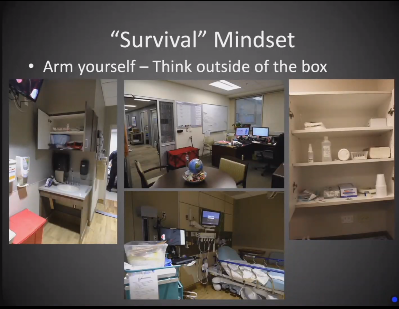 “Survival” Mindset
• Arm yourself – Think outside of the box